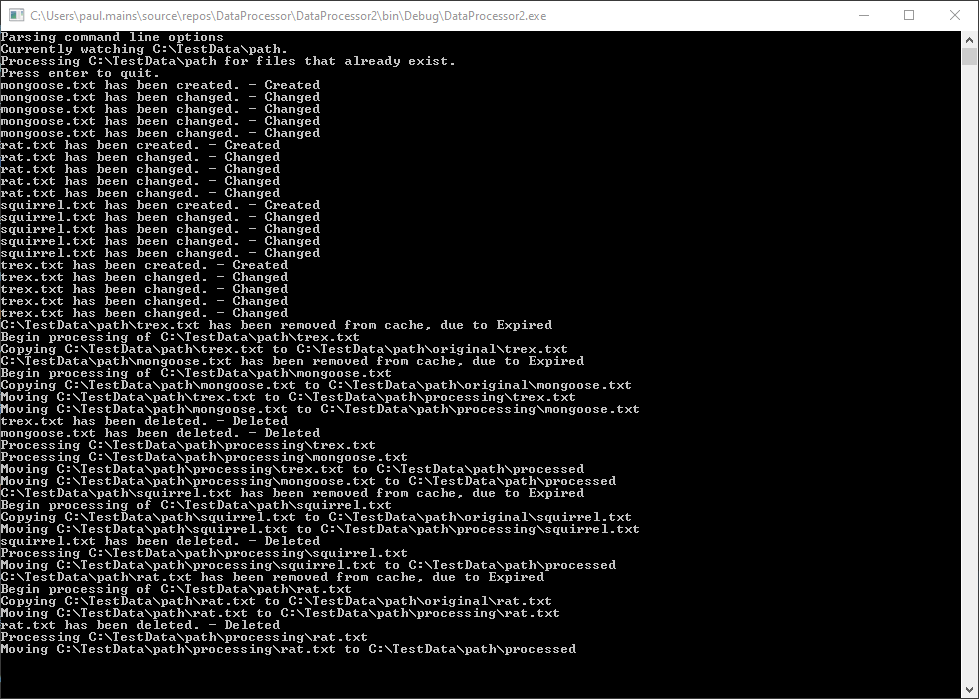 C:\Users\paul.mains\source\repos\DataProcessor\DataProcessor2\bin\Debug\DataProcessor2.exe
Parsing command line options
Currently watching C:\TestData\path.
Processing C:\TestData\path for files that already exist.
Press enter to quit.
mongoose.txt has been created. - Created
mongoose.txt has been changed. - Changed
mongoose.txt has been changed. - Changed
mongoose.txt has been changed. - Changed
mongoose.txt has been changed. - Changed
rat.txt has been created. - Created
rat.txt has been changed. - Changed
rat.txt has been changed. - Changed
rat.txt has been changed. - Changed
rat.txt has been changed. - Changed
squirrel.txt has been created. - Created
squirrel.txt has been changed. - Changed
squirrel.txt has been changed. - Changed
squirrel.txt has been changed. - Changed
squirrel.txt has been changed. - Changed
trex.txt has been created. - Created
trex.txt has been changed. - Changed
trex.txt has been changed. - Changed
trex.txt has been changed. - Changed
trex.txt has been changed. - Changed
C:\TestData\path\trex.txt has been removed from cache, due to Expired
Begin processing of C:\TestData\path\trex.txt
Copying C:\TestData\path\trex.txt to C:\TestData\path\original\trex.txt
C:\TestData\path\mongoose.txt has been removed from cache, due to Expired
Begin processing of C:\TestData\path\mongoose.txt
Copying C:\TestData\path\mongoose.txt to C:\TestData\path\original\mongoose.txt
Moving C:\TestData\path\trex.txt to C:\TestData\path\processing\trex.txt
Moving C:\TestData\path\mongoose.txt to C:\TestData\path\processing\mongoose.txt
trex.txt has been deleted. - Deleted
mongoose.txt has been deleted. - Deleted
Processing C:\TestData\path\processing\trex.txt
Processing C:\TestData\path\processing\mongoose.txt
Moving C:\TestData\path\processing\trex.txt to C:\TestData\path\processed
Moving C:\TestData\path\processing\mongoose.txt to C:\TestData\path\processed
C:\TestData\path\squirrel.txt has been removed from cache, due to Expired
Begin processing of C:\TestData\path\squirrel.txt
Copying C:\TestData\path\squirrel.txt to C:\TestData\path\original\squirrel.txt
Moving C:\TestData\path\squirrel.txt to C:\TestData\path\processing\squirrel.txt
squirrel.txt has been deleted. - Deleted
Processing C:\TestData\path\processing\squirrel.txt
Moving C:\TestData\path\processing\squirrel.txt to C:\TestData\path\processed
C:\TestData\path\rat.txt has been removed from cache, due to Expired
Begin processing of C:\TestData\path\rat.txt
Copying C:\TestData\path\rat.txt to C:\TestData\path\original\rat.txt
Moving C:\TestData\path\rat.txt to C:\TestData\path\processing\rat.txt
rat.txt has been deleted. - Deleted
Processing C:\TestData\path\processing\rat.txt
Moving C:\TestData\path\processing\rat.txt to C:\TestData\path\processed